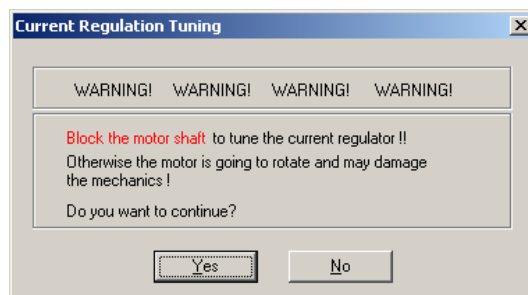 Current Regulation Tuning
WARNING! WARNING! WARNING! WARNING!
Block the motor shaft to tune the current regulator !!
Otherwise the motor is going to rotate and may damage
the mechanics !
Do you want to continue?
Yes No